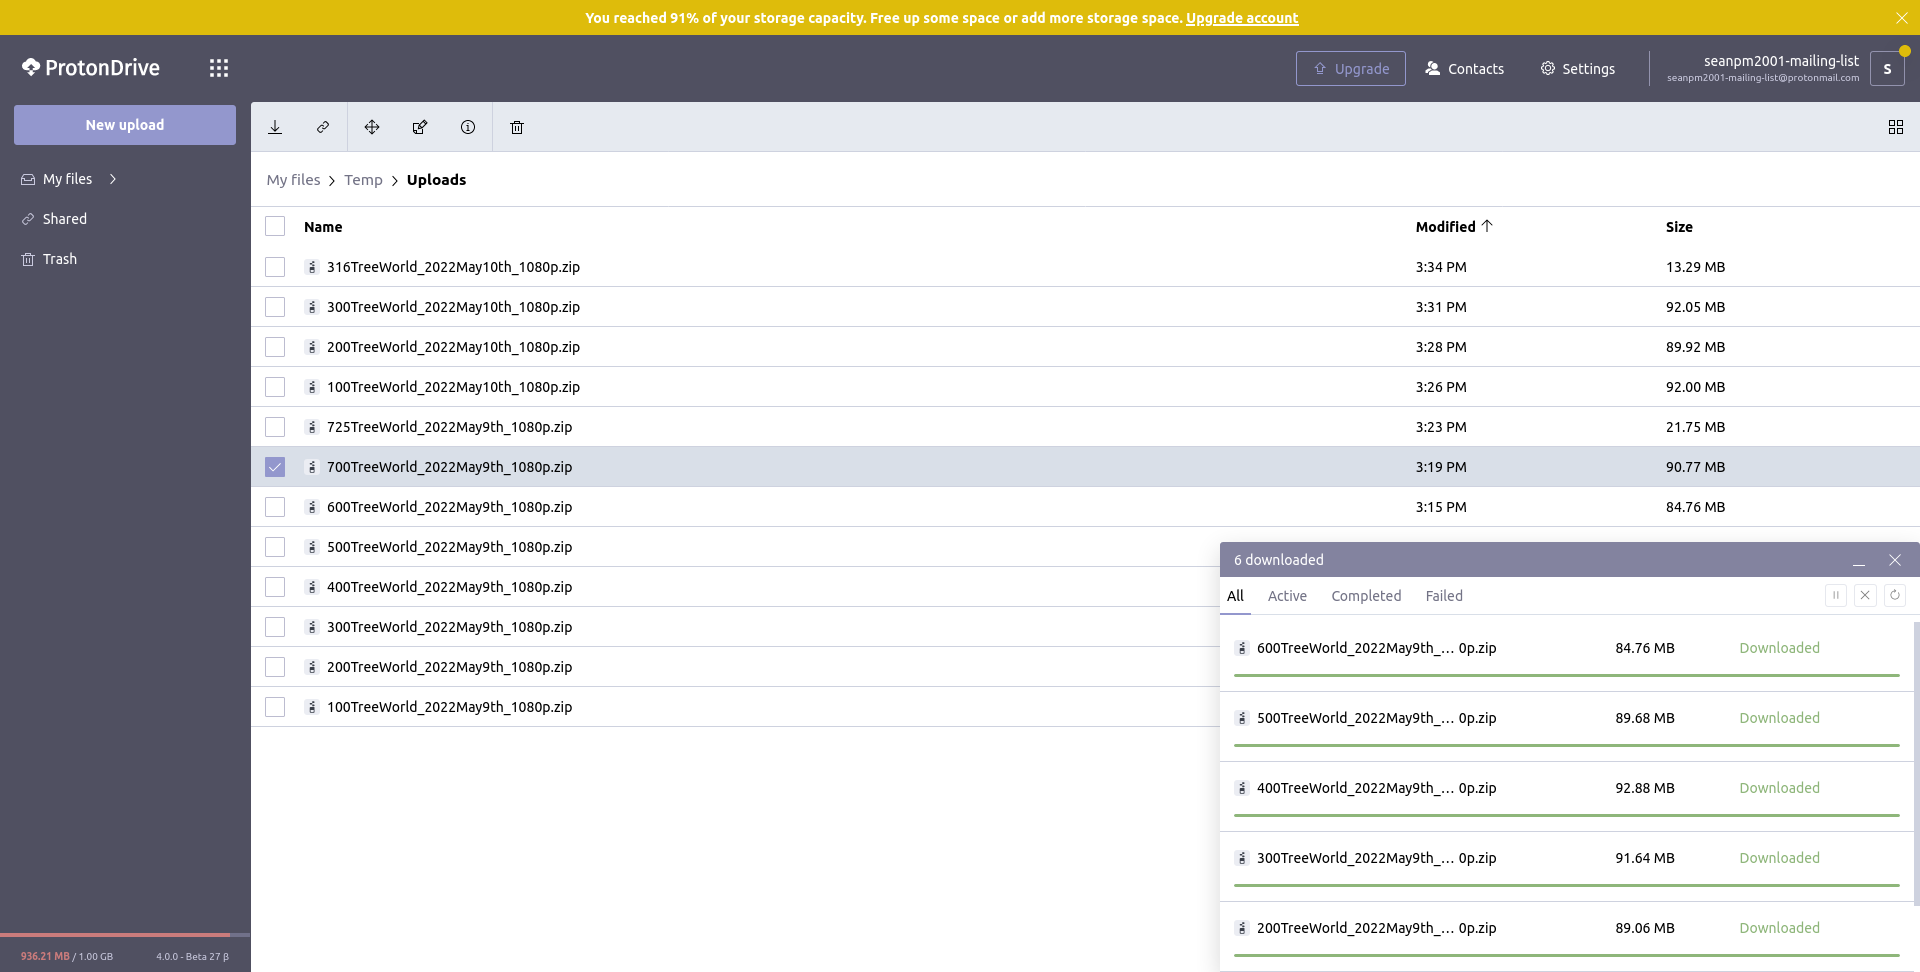 You reached 91% of your storage capacity. Free up some space or add more storage space. Upgrade account
ProtonDrive
Upgrade
Contacts
Settings
seanpm2001-mailing-list
seanpm2001-mailing-list@protonmail.com
S
New upload
My files
Shared
Trash
My files > Temp > Uploads
Name Modified Size
316TreeWorld_2022May10th_1080p.zip 3:34 PM 13.29 MB
300TreeWorld_2022May10th_1080p.zip 3:31 PM 92.05 MB
200TreeWorld_2022May10th_1080p.zip 3:28 PM 89.92 MB
100TreeWorld_2022May10th_1080p.zip 3:26 PM 92.00 MB
725TreeWorld_2022May9th_1080p.zip 3:23 PM 21.75 MB
700TreeWorld_2022May9th_1080p.zip 3:19 PM 90.77 MB
600TreeWorld_2022May9th_1080p.zip 3:15 PM 84.76 MB
500TreeWorld_2022May9th_1080p.zip
400TreeWorld_2022May9th_1080p.zip
300TreeWorld_2022May9th_1080p.zip
200TreeWorld_2022May9th_1080p.zip
100TreeWorld_2022May9th_1080p.zip
6 downloaded
All Active Completed Failed
600TreeWorld_2022May9th_... 0p.zip 84.76 MB Downloaded
500TreeWorld_2022May9th_... 0p.zip 89.68 MB Downloaded
400TreeWorld_2022May9th_... 0p.zip 92.88 MB Downloaded
300TreeWorld_2022May9th_... 0p.zip 91.64 MB Downloaded
200TreeWorld_2022May9th_... 0p.zip 89.06 MB Downloaded
936.21 MB / 1.00 GB 4.0.0 - Beta 27 β